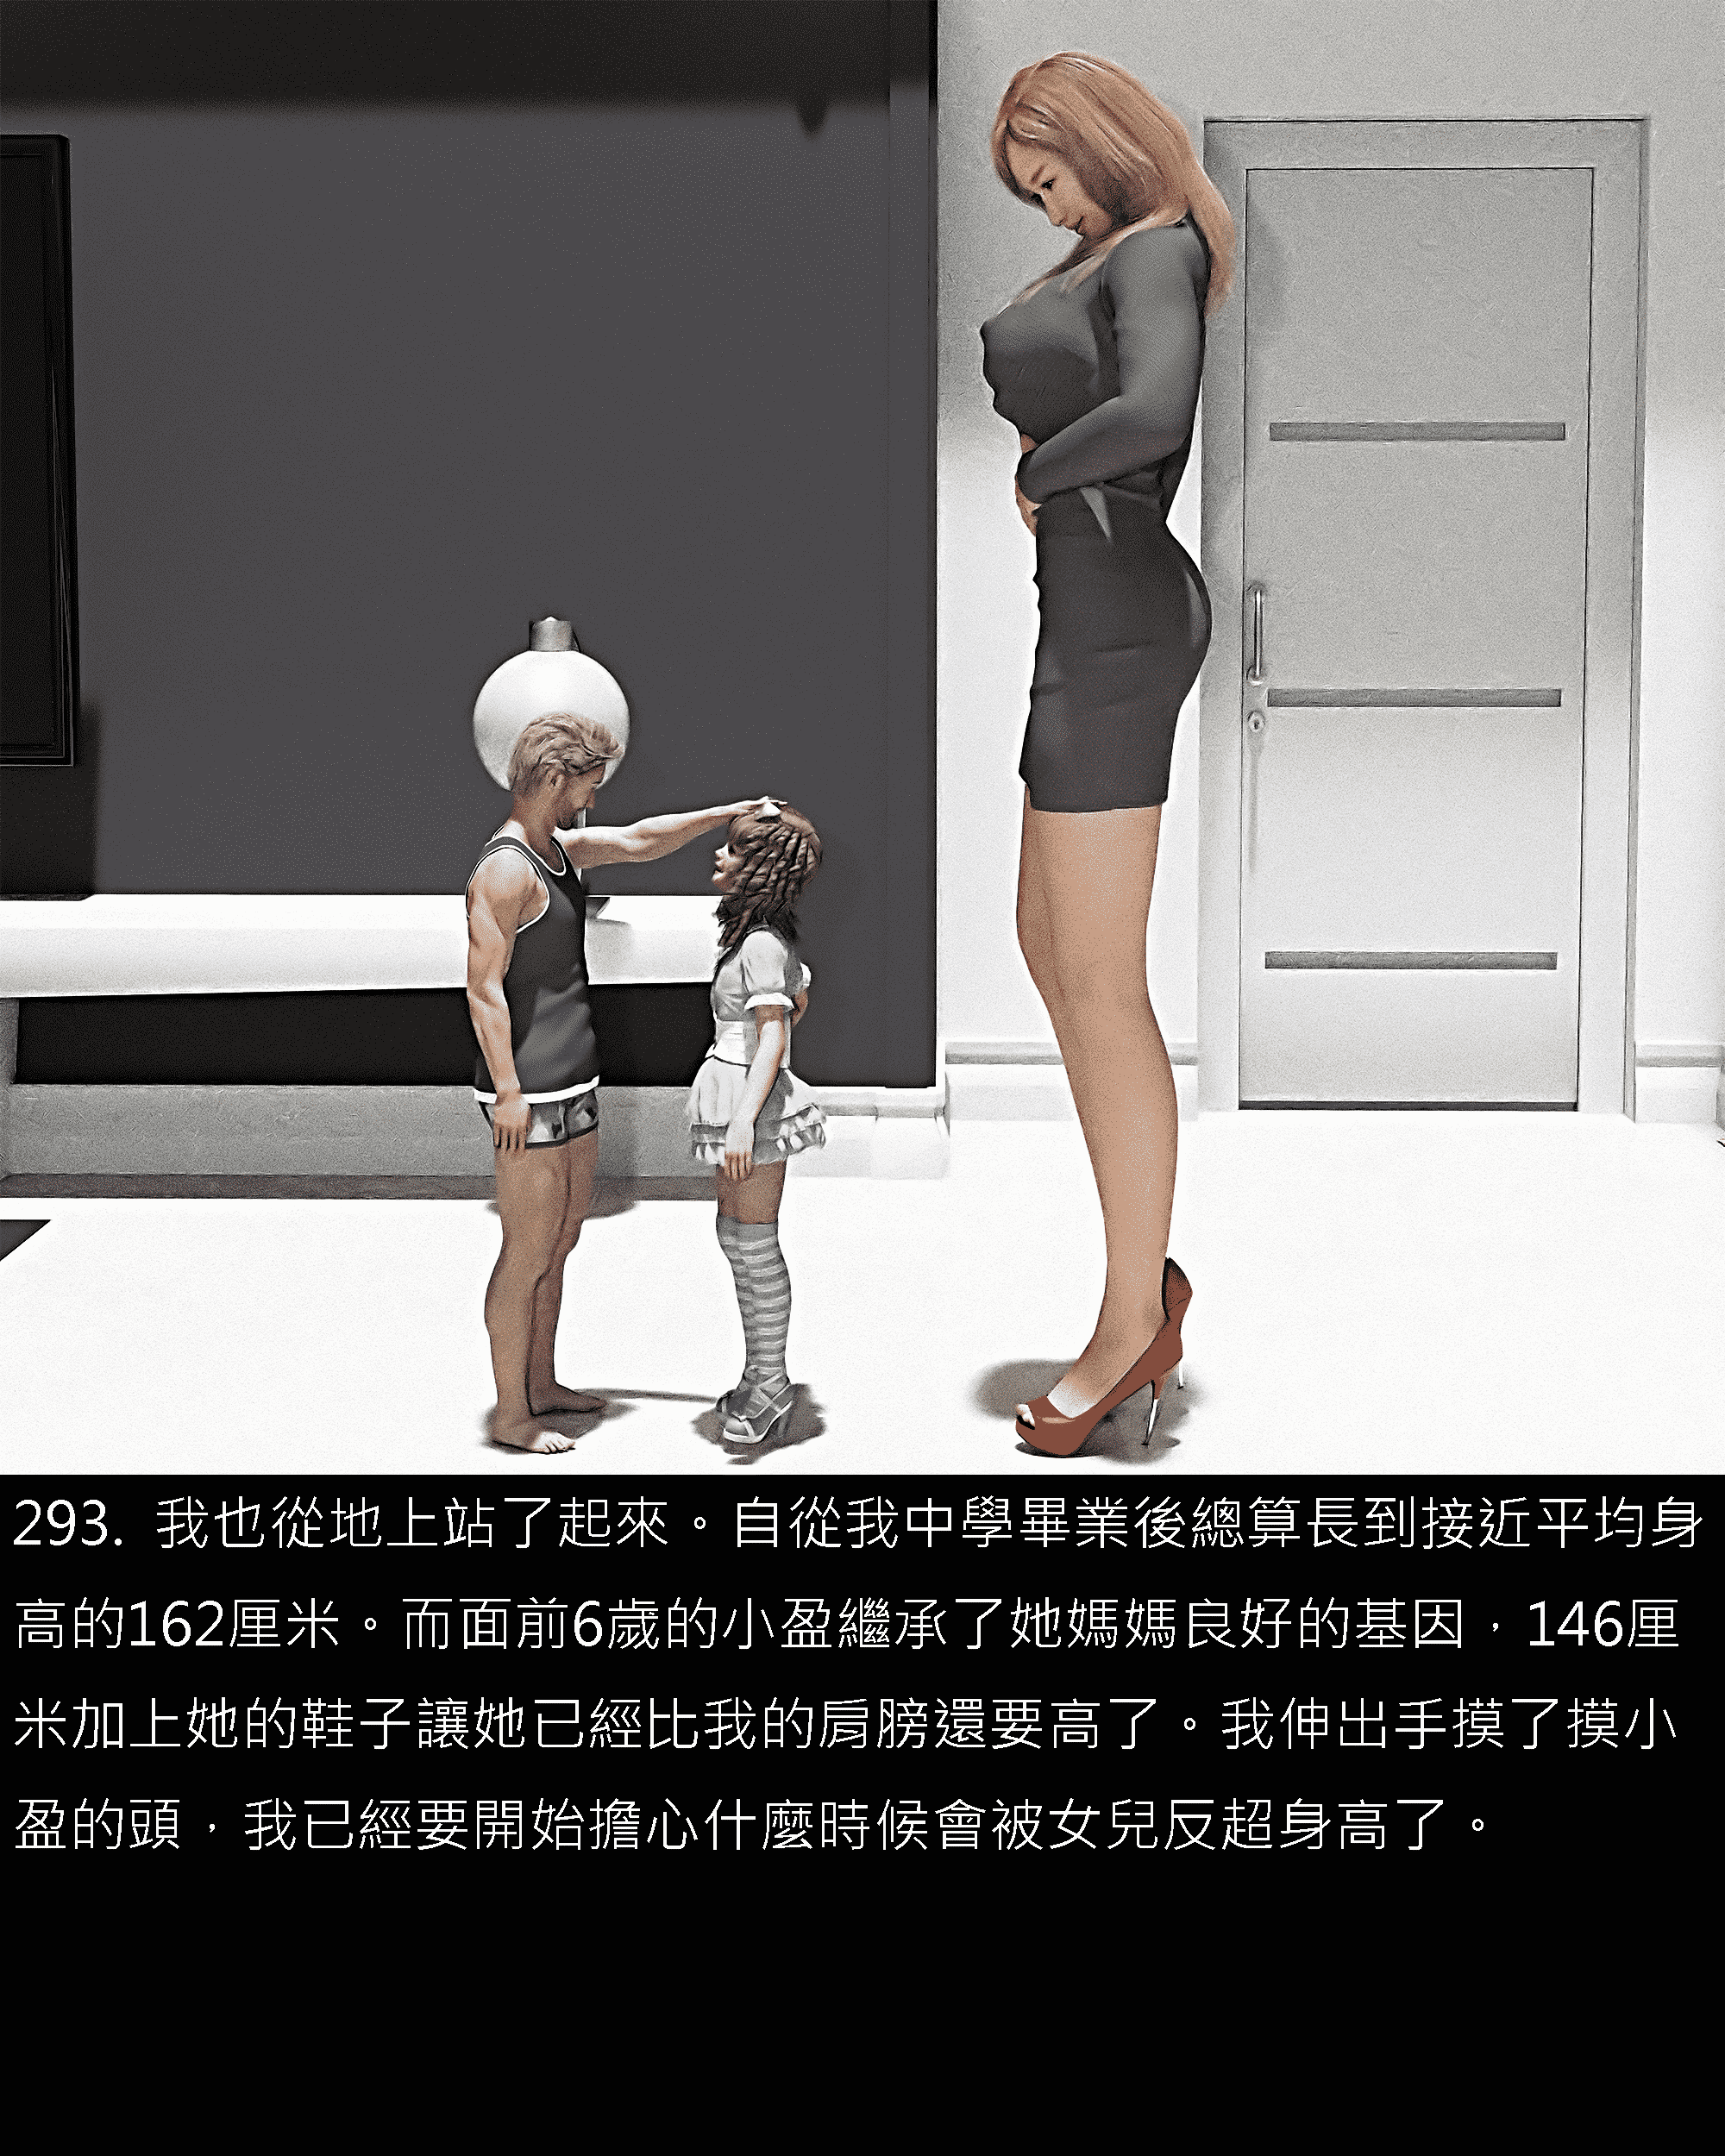 293. 我也從地上站了起來。自從我中學畢業後總算長到接近平均身
高的162厘米。而面前6歲的小盈繼承了她媽媽良好的基因，146厘
米加上她的鞋子讓她已經比我的肩膀還要高了。我伸出手摸了摸小
盈的頭，我已經要開始擔心什麼時候會被女兒反超身高了。